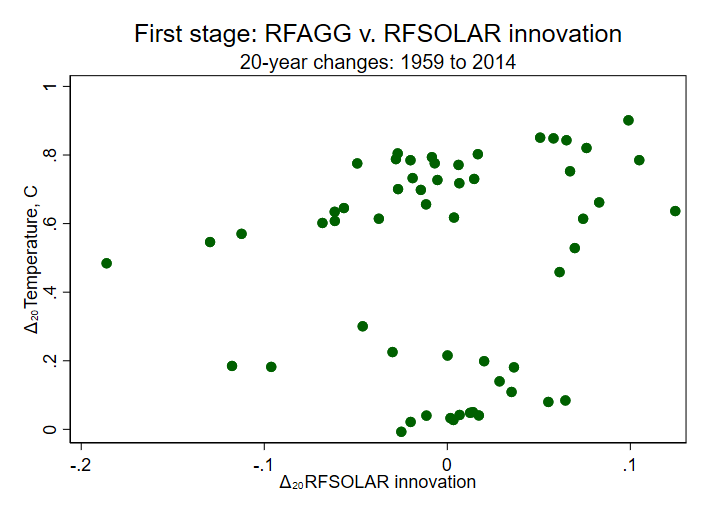 First stage: RFAGG v. RFSOLAR innovation
20-year changes: 1959 to 2014
Δ₂₀Temperature, C
1
.8
.6
.4
.2
0
-.2
-.1
0
.1
Δ₂₀RFSOLAR innovation